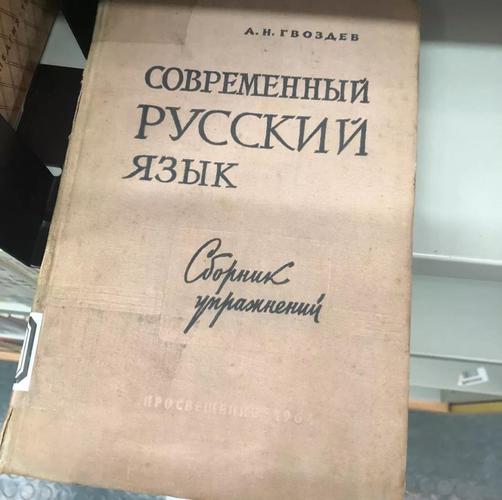 А. Н. ГВОЗДЕВ
СОВРЕМЕННЫЙ
РУССКИЙ
ЯЗЫК
Сборник
упражнений
ПРОСВЕЩЕНИЕ